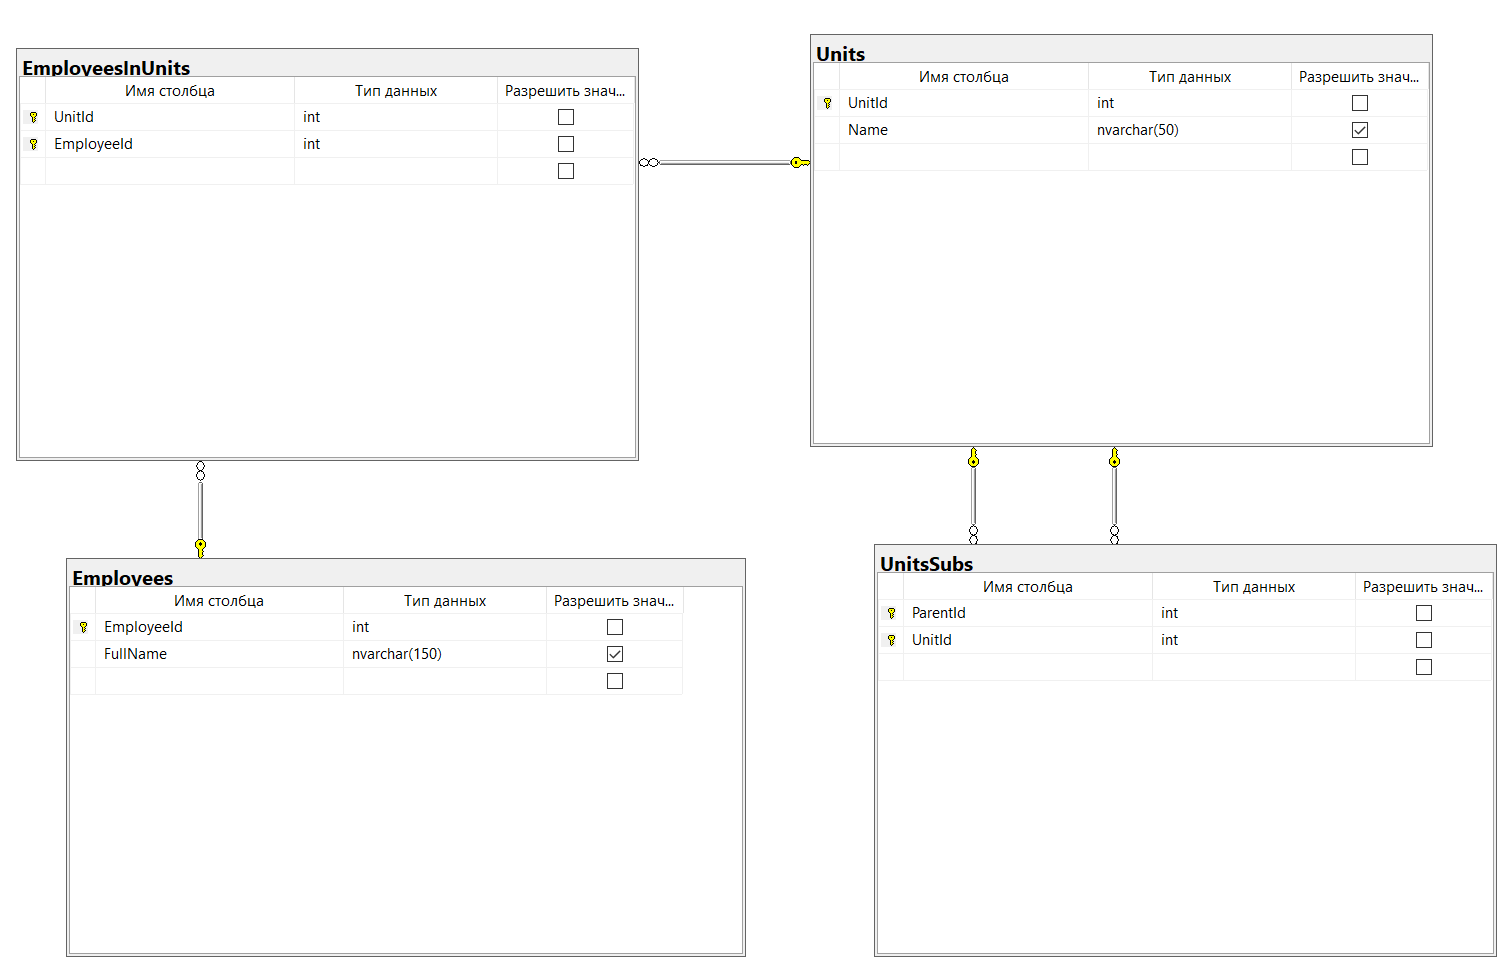 EmployeesInUnits
Имя столбца Тип данных Разрешить знач...
UnitId int
EmployeeId int
Units
Имя столбца Тип данных Разрешить знач...
UnitId int
Name nvarchar(50)
Employees
Имя столбца Тип данных Разрешить знач...
EmployeeId int
FullName nvarchar(150)
UnitsSubs
Имя столбца Тип данных Разрешить знач...
ParentId int
UnitId int